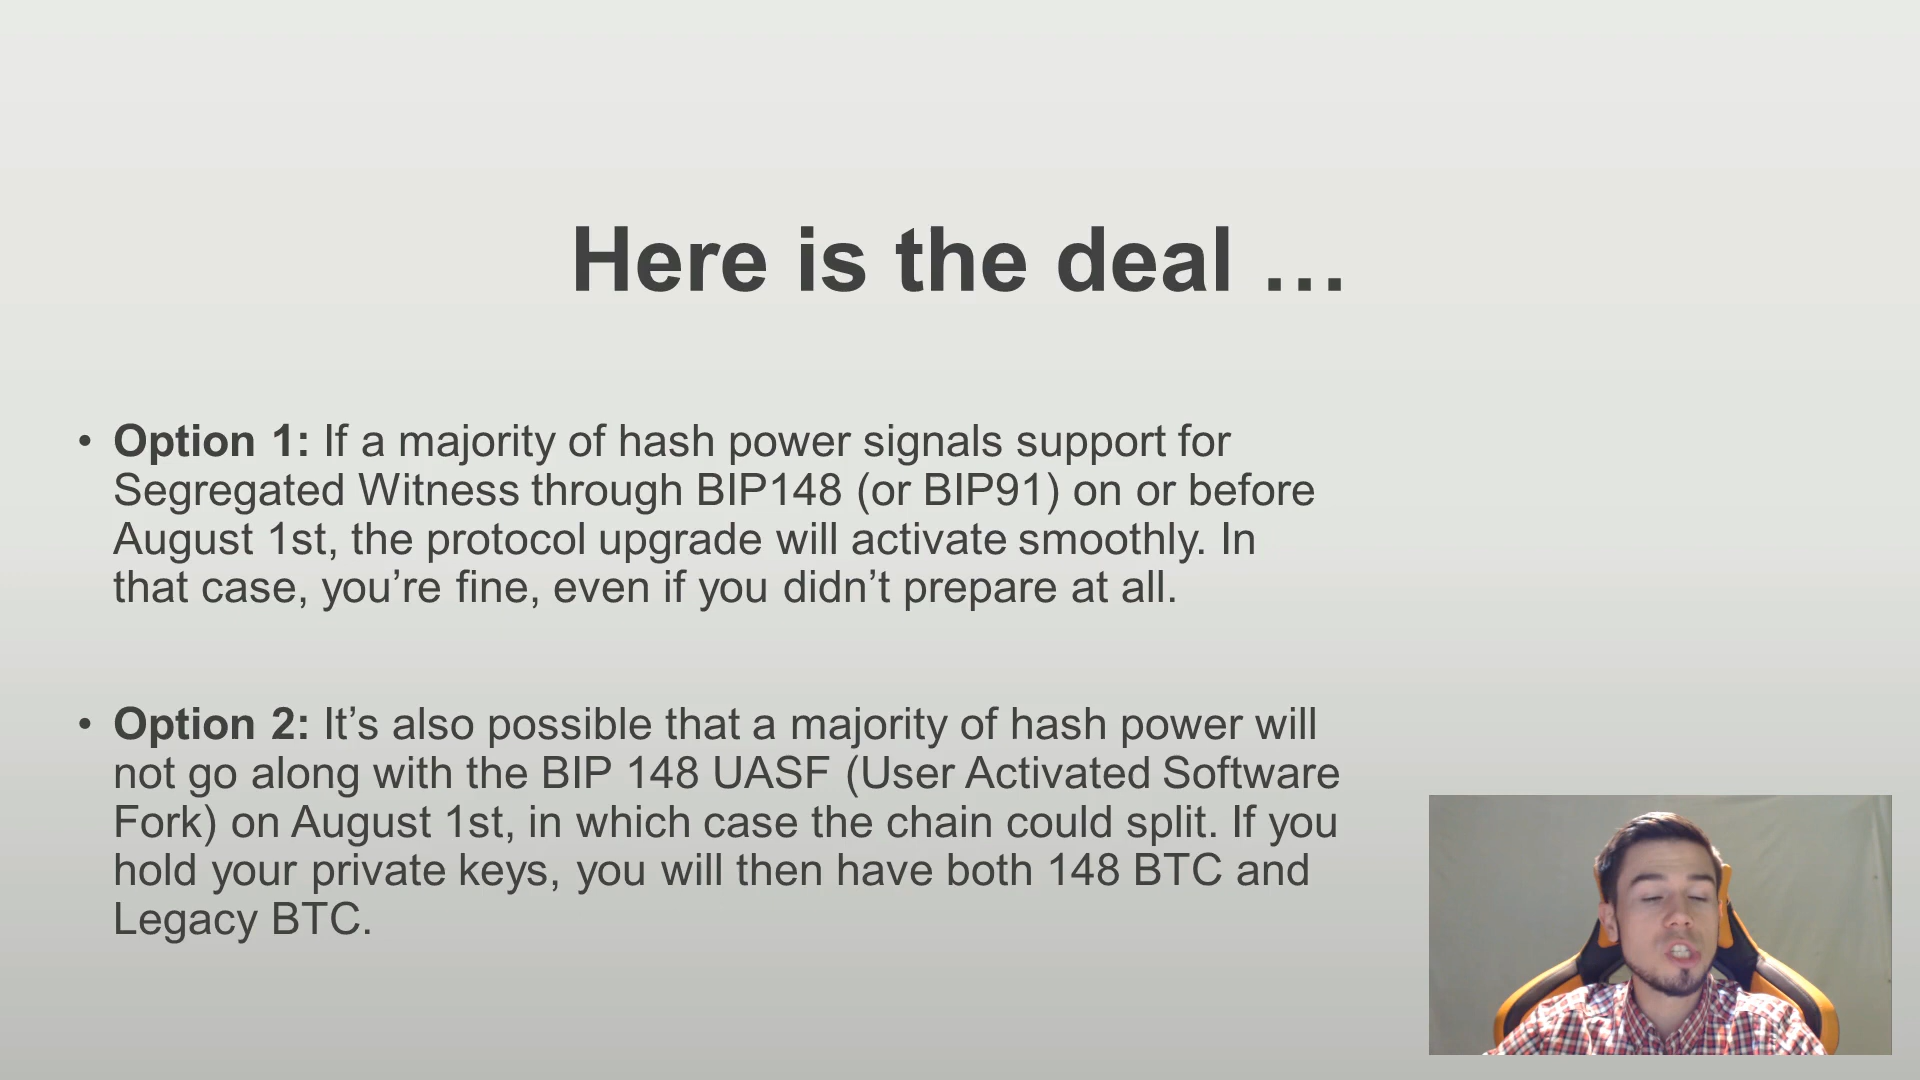 Here is the deal …
• Option 1: If a majority of hash power signals support for
Segregated Witness through BIP148 (or BIP91) on or before
August 1st, the protocol upgrade will activate smoothly. In
that case, you’re fine, even if you didn’t prepare at all.
• Option 2: It’s also possible that a majority of hash power will
not go along with the BIP 148 UASF (User Activated Software
Fork) on August 1st, in which case the chain could split. If you
hold your private keys, you will then have both 148 BTC and
Legacy BTC.